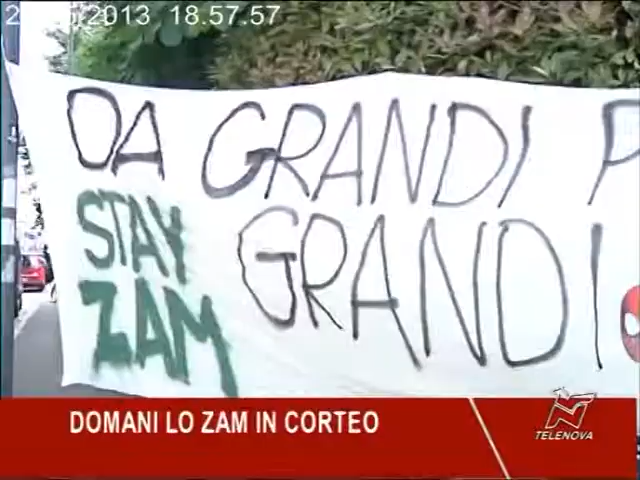 2013 18.57.57
DA GRANDI P
STAY
GRANDI
ZAM
DOMANI LO ZAM IN CORTEO
TELENOVA